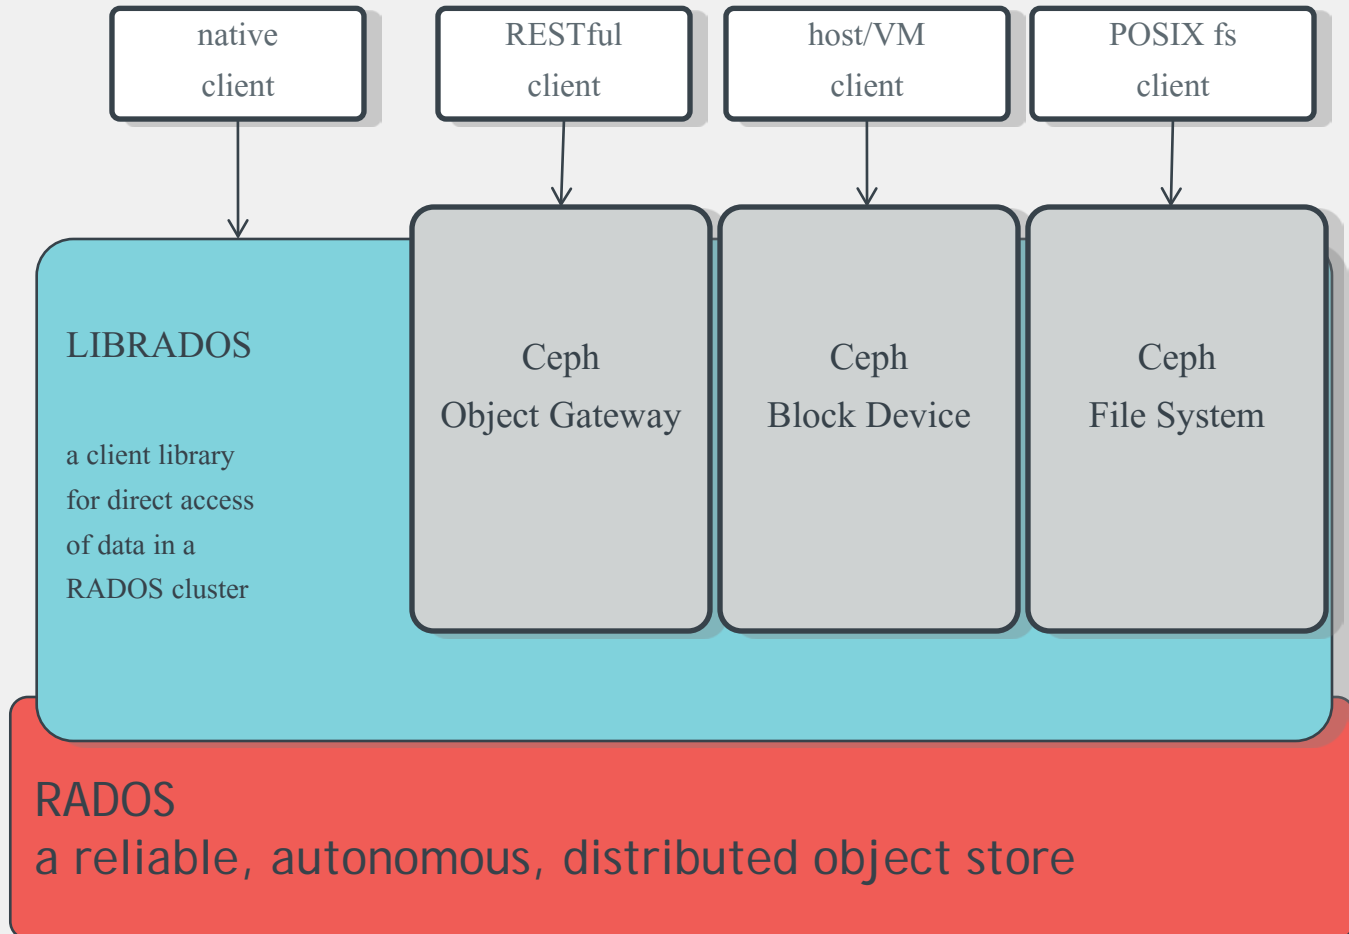 native
client
RESTful
client
host/VM
client
POSIX fs
client
LIBRADOS
a client library
for direct access
of data in a
RADOS cluster
Ceph
Object Gateway
Ceph
Block Device
Ceph
File System
RADOS
a reliable, autonomous, distributed object store